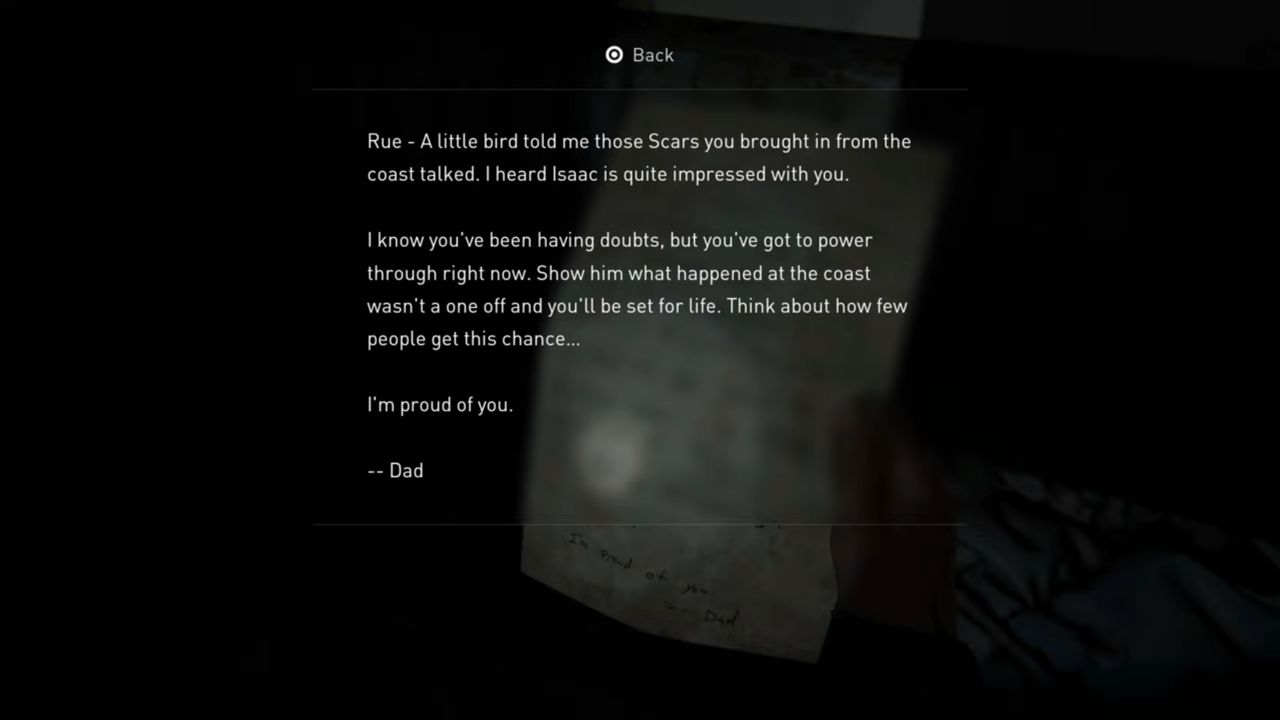 Back
Rue - A little bird told me those Scars you brought in from the
coast talked. I heard Isaac is quite impressed with you.
I know you've been having doubts, but you've got to power
through right now. Show him what happened at the coast
wasn't a one off and you'll be set for life. Think about how few
people get this chance...
I'm proud of you.
-- Dad
I'm proud of you.
-- Dad